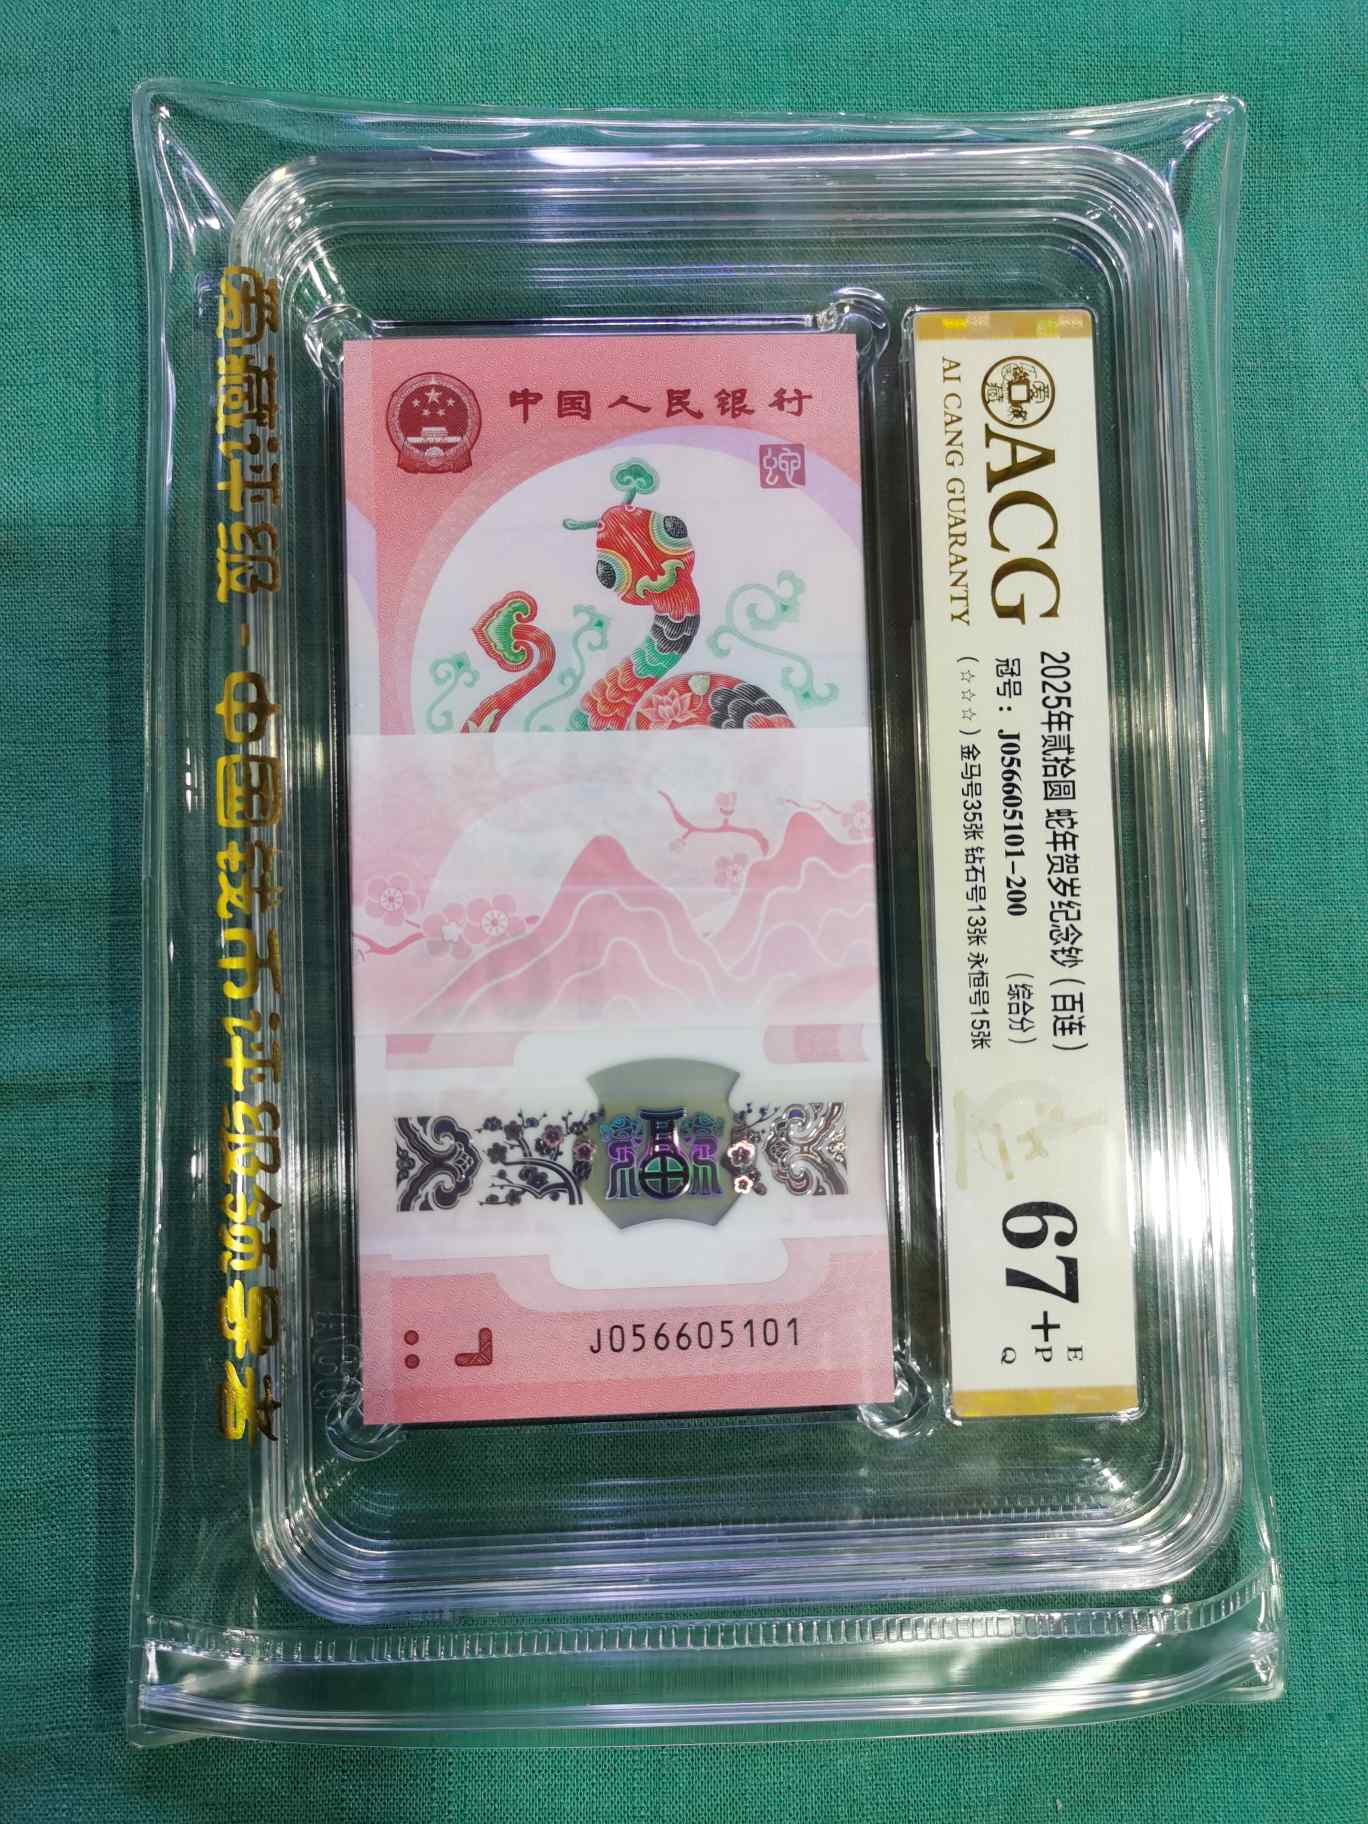 爱藏评级-中国钱币评级领导者
中国人民银行
蛇
J056605101
ACG
AI CANG GUARANTY
2025年贰拾圆 蛇年贺岁纪念钞（百连）
冠号：J056605101-200 （综合分）
（☆☆☆）金马号35张 钻石号13张 永恒号15张
67+
E
P
Q